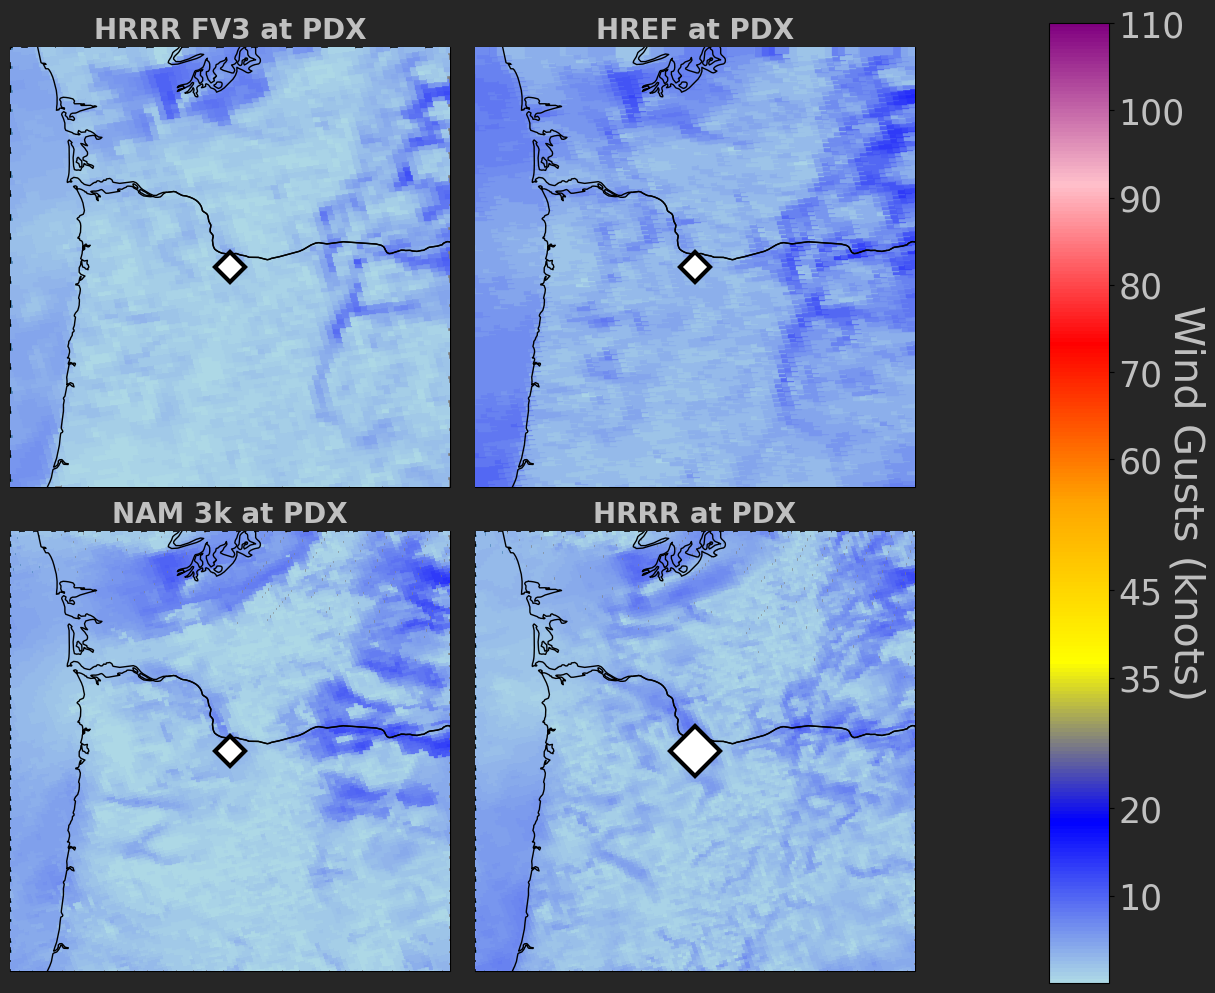 HRRR FV3 at PDX
HREF at PDX
NAM 3k at PDX
HRRR at PDX
110
100
90
80
70
60
45
35
20
10
Wind Gusts (knots)